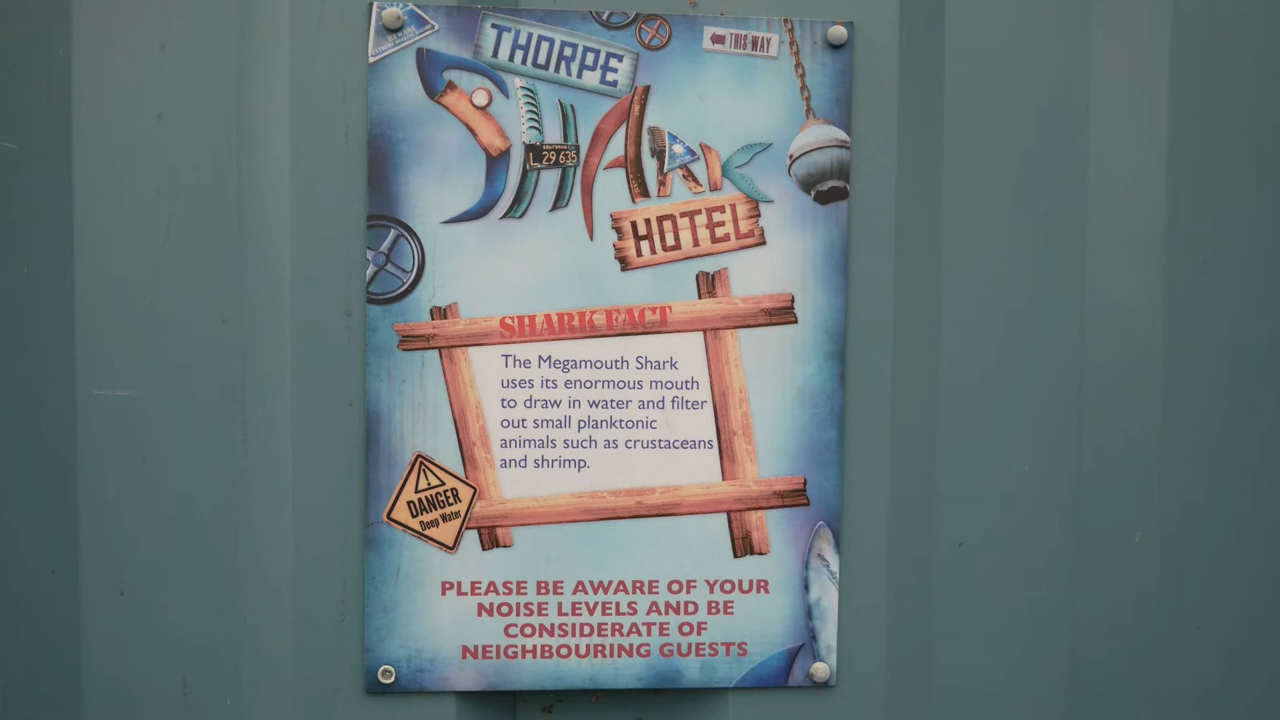 BEWARE
THORPE
THIS WAY
SHARK
CALIFORNIA
L 29 635
HOTEL
SHARK FACT
The Megamouth Shark
uses its enormous mouth
to draw in water and filter
out small planktonic
animals such as crustaceans
and shrimp.
DANGER
Deep Water
PLEASE BE AWARE OF YOUR
NOISE LEVELS AND BE
CONSIDERATE OF
NEIGHBOURING GUESTS